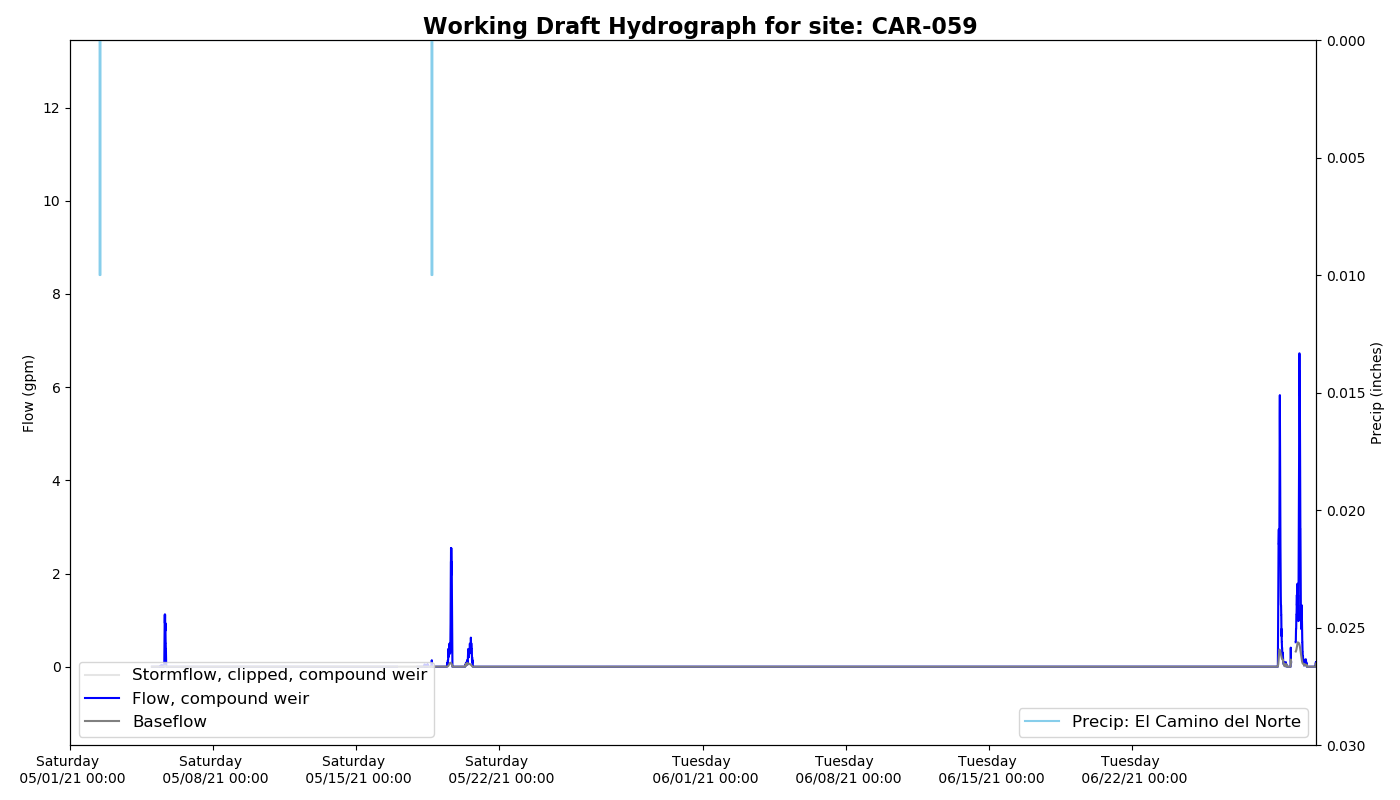 Working Draft Hydrograph for site: CAR-059
12
10
8
6
4
2
0
Flow (gpm)
0.000
0.005
0.010
0.015
0.020
0.025
0.030
Precip (inches)
Stormflow, clipped, compound weir
Flow, compound weir
Baseflow
Precip: El Camino del Norte
Saturday
05/01/21 00:00
Saturday
05/08/21 00:00
Saturday
05/15/21 00:00
Saturday
05/22/21 00:00
Tuesday
06/01/21 00:00
Tuesday
06/08/21 00:00
Tuesday
06/15/21 00:00
Tuesday
06/22/21 00:00